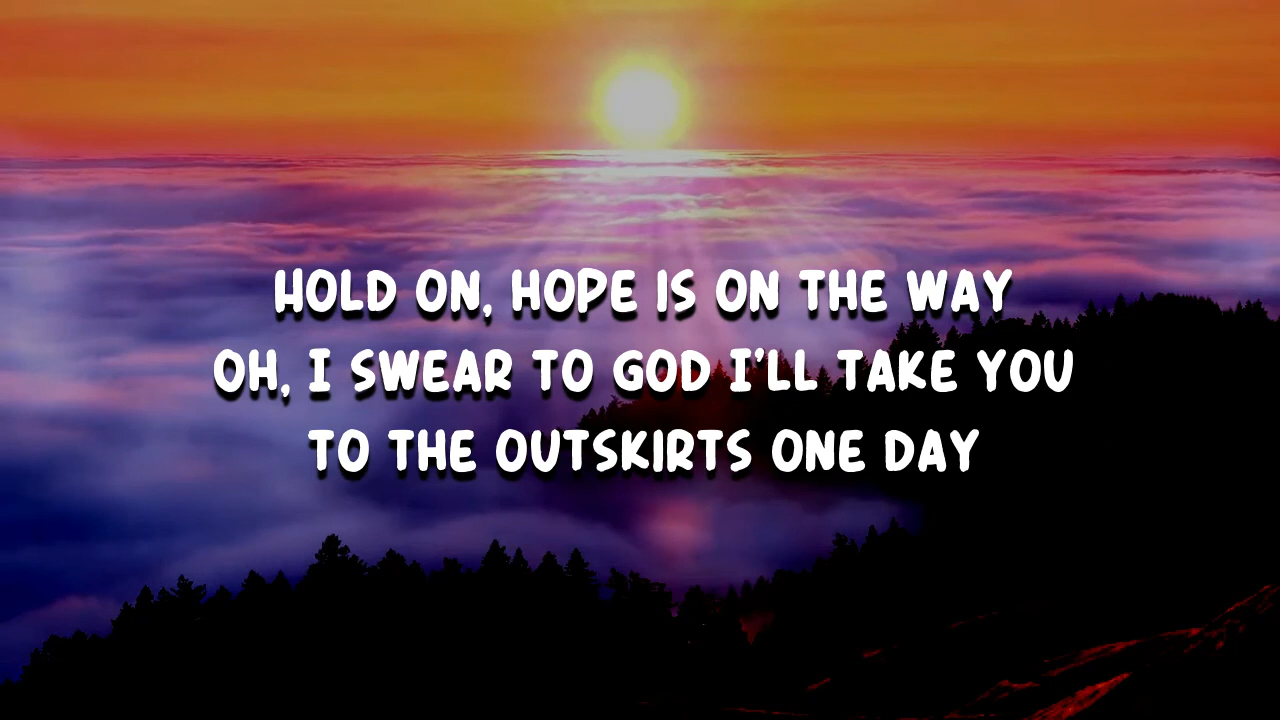 HOLD ON, HOPE IS ON THE WAY
OH, I SWEAR TO GOD I'LL TAKE YOU
TO THE OUTSKIRTS ONE DAY